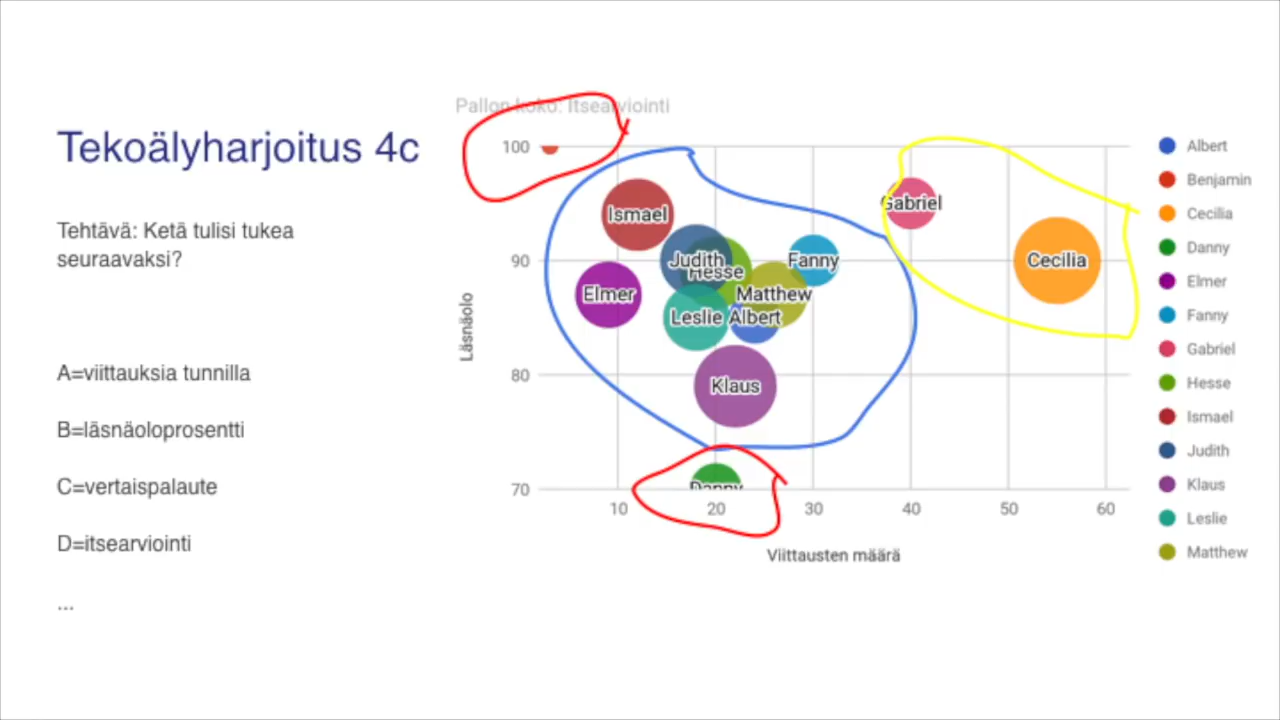 Tekoälyharjoitus 4c
Tehtävä: Ketä tulisi tukea
seuraavaksi?
A=viittauksia tunnilla
B=läsnäoloprosentti
C=vertaispalaute
D=itsearviointi
...
Pallon koko: Itsearviointi
Läsnäolo
100
90
80
70
Gabriel
Ismael
Judith
Hesse
Fanny
Cecilia
Elmer
Matthew
Leslie
Albert
Klaus
Danny
10
20
30
40
50
60
Viittausten määrä
Albert
Benjamin
Cecilia
Danny
Elmer
Fanny
Gabriel
Hesse
Ismael
Judith
Klaus
Leslie
Matthew